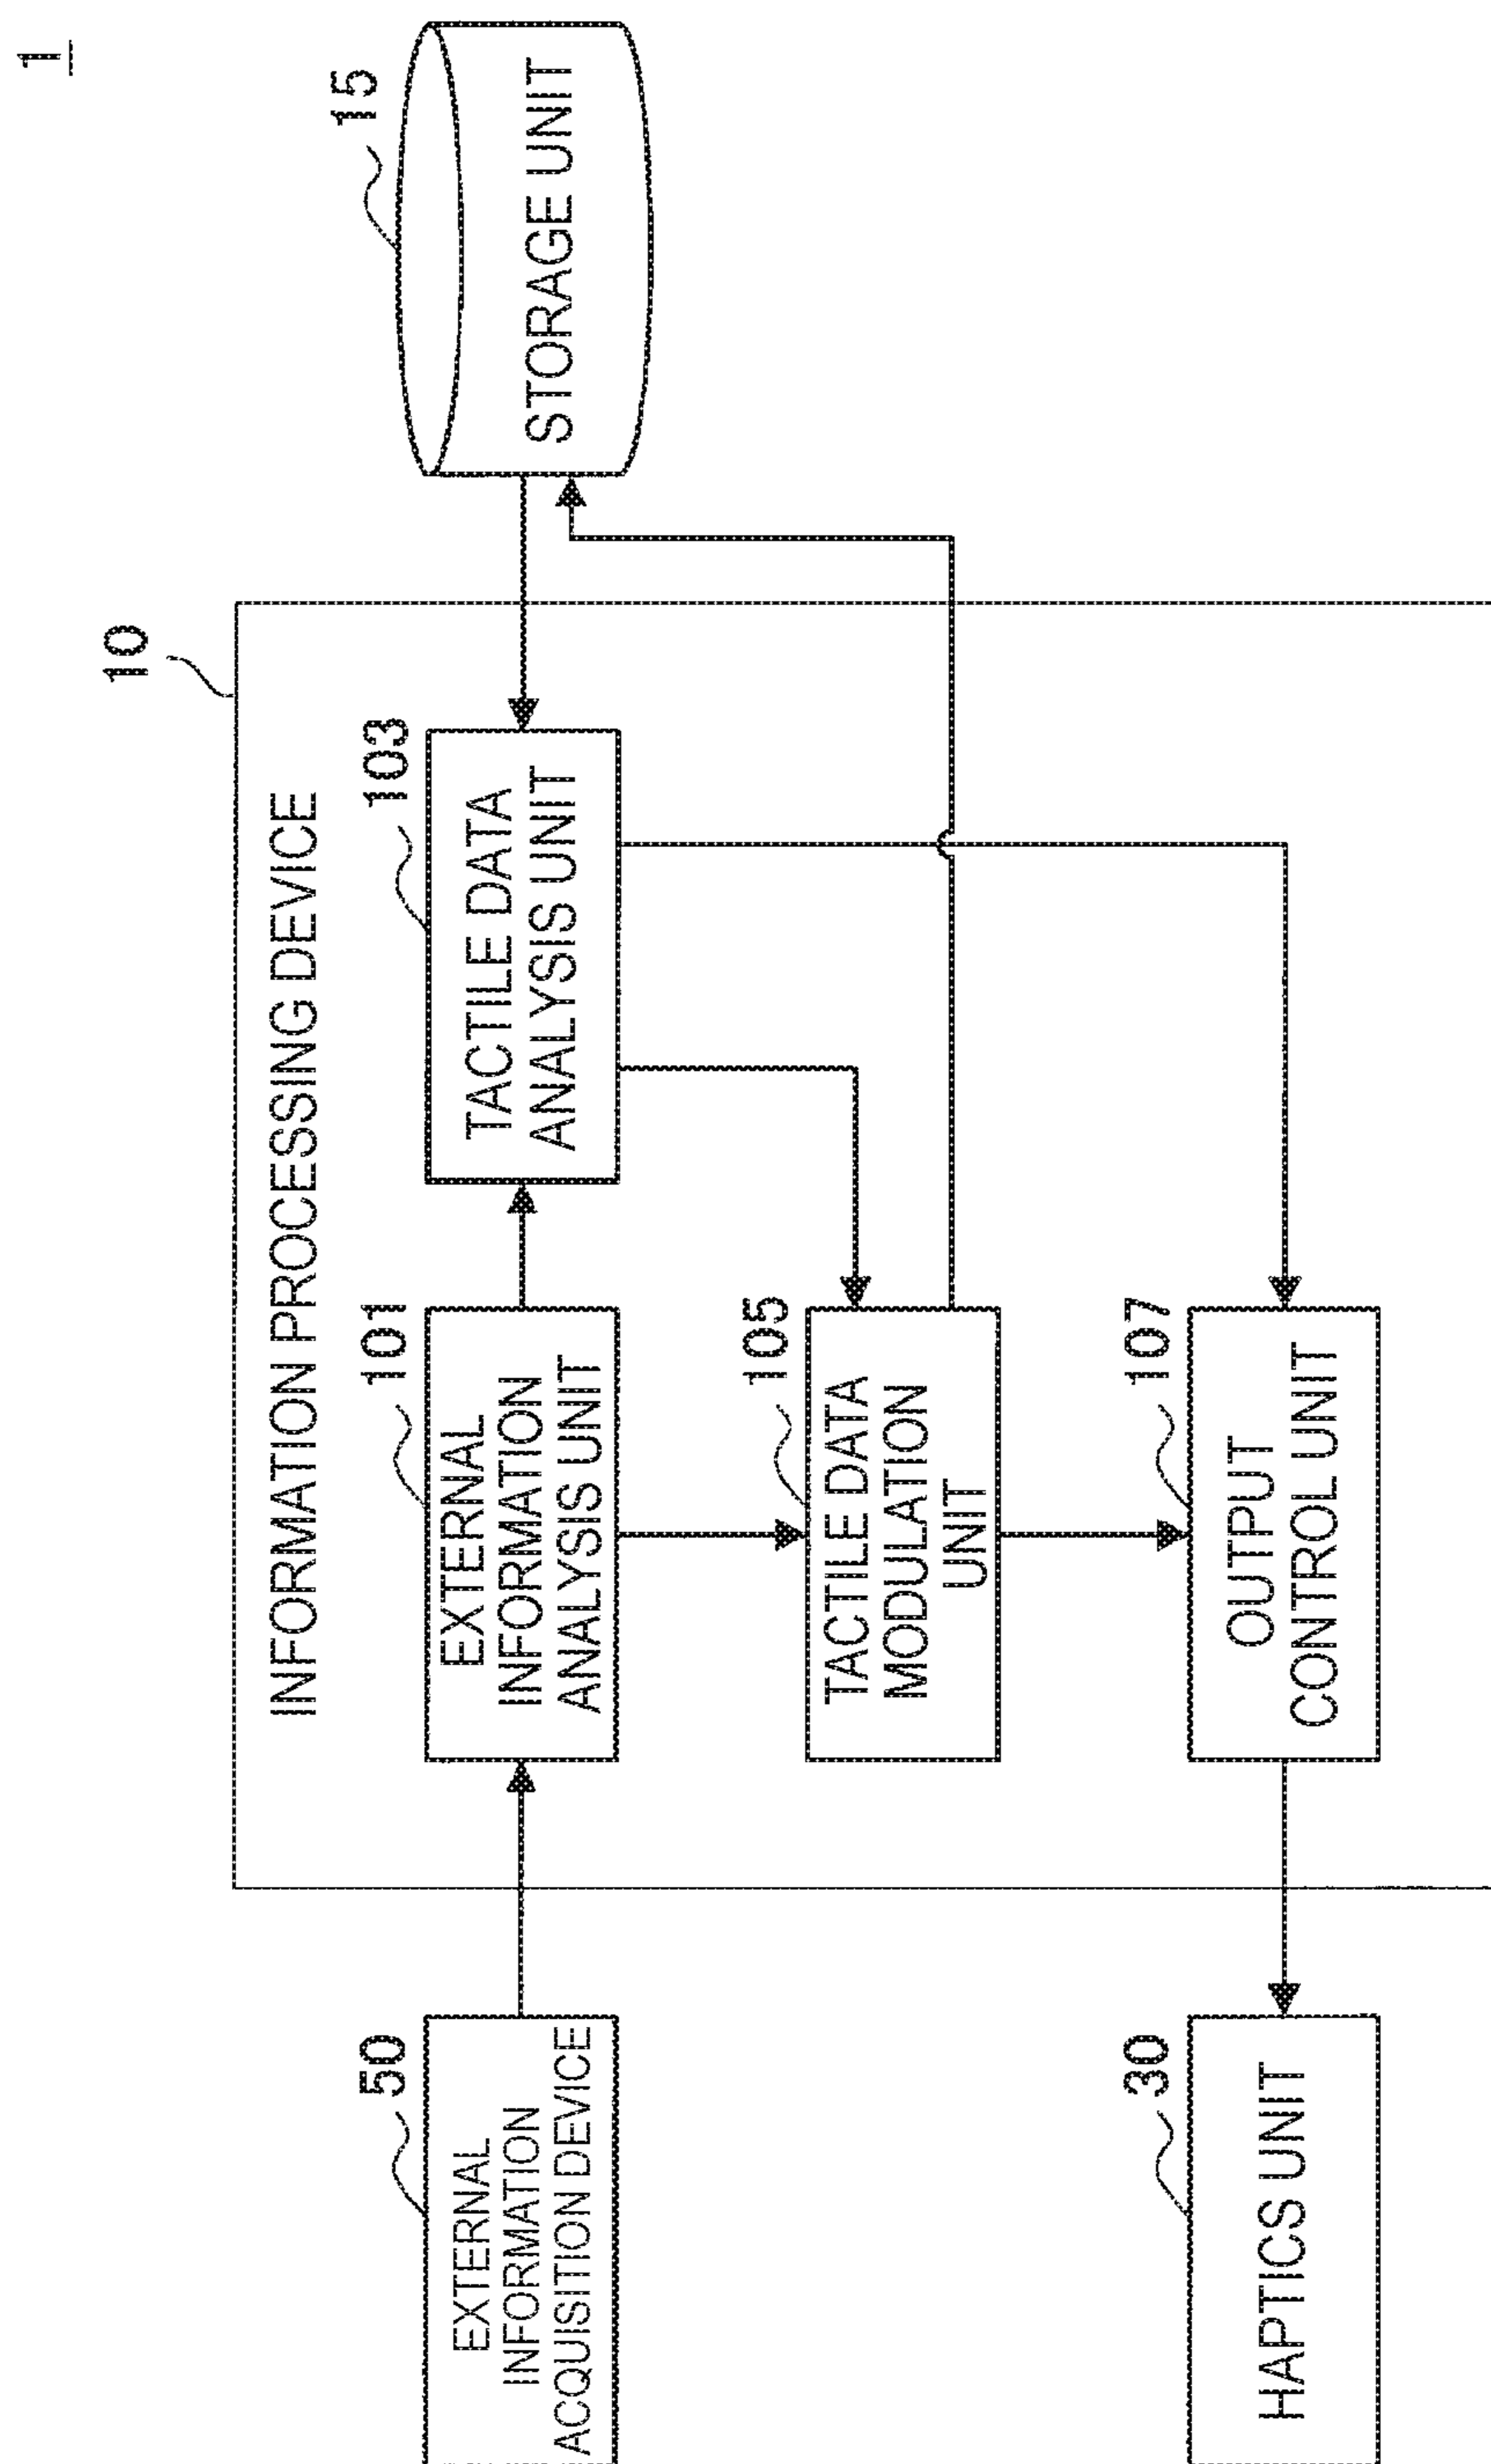 1
10
INFORMATION PROCESSING DEVICE
50
EXTERNAL
INFORMATION
ACQUISITION DEVICE
101
EXTERNAL
INFORMATION
ANALYSIS UNIT
103
TACTILE DATA
ANALYSIS UNIT
15
STORAGE UNIT
105
TACTILE DATA
MODULATION
UNIT
30
HAPTICS UNIT
107
OUTPUT
CONTROL UNIT